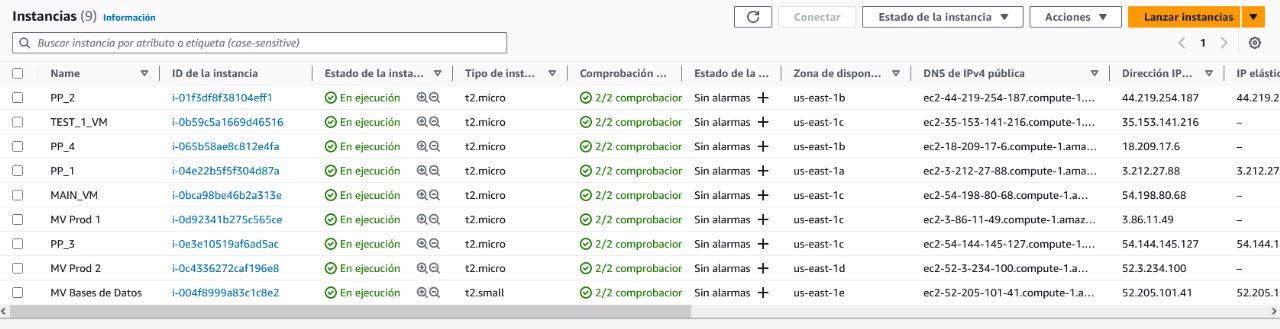 Instancias (9) Información Conectar Estado de la instancia Acciones Lanzar instancias
Buscar instancia por atributo o etiqueta (case-sensitive) 1
Name ID de la instancia Estado de la insta... Tipo de inst... Comprobación ... Estado de la ... Zona de dispon... DNS de IPv4 pública Dirección IP... IP elástic
PP_2 i-01f3df8f38104eff1 En ejecución t2.micro 2/2 comprobacior Sin alarmas + us-east-1b ec2-44-219-254-187.compute-1.... 44.219.254.187 44.219.2
TEST_1_VM i-0b59c5a1669d46516 En ejecución t2.micro 2/2 comprobacior Sin alarmas + us-east-1c ec2-35-153-141-216.compute-1.... 35.153.141.216 –
PP_4 i-065b58ae8c812e4fa En ejecución t2.micro 2/2 comprobacior Sin alarmas + us-east-1b ec2-18-209-17-6.compute-1.ama... 18.209.17.6 –
PP_1 i-04e22b5f5f304d87a En ejecución t2.micro 2/2 comprobacior Sin alarmas + us-east-1a ec2-3-212-27-88.compute-1.ama... 3.212.27.88 3.212.27
MAIN_VM i-0bca98be46b2a313e En ejecución t2.micro 2/2 comprobacior Sin alarmas + us-east-1c ec2-54-198-80-68.compute-1.a... 54.198.80.68 –
MV Prod 1 i-0d92341b275c565ce En ejecución t2.micro 2/2 comprobacior Sin alarmas + us-east-1c ec2-3-86-11-49.compute-1.amaz... 3.86.11.49 –
PP_3 i-0e3e10519af6ad5ac En ejecución t2.micro 2/2 comprobacior Sin alarmas + us-east-1c ec2-54-144-145-127.compute-1.... 54.144.145.127 54.144.1
MV Prod 2 i-0c4336272caf196e8 En ejecución t2.micro 2/2 comprobacior Sin alarmas + us-east-1d ec2-52-3-234-100.compute-1.a... 52.3.234.100 –
MV Bases de Datos i-004f8999a83c1c8e2 En ejecución t2.small 2/2 comprobacior Sin alarmas + us-east-1e ec2-52-205-101-41.compute-1.a... 52.205.101.41 52.205.1